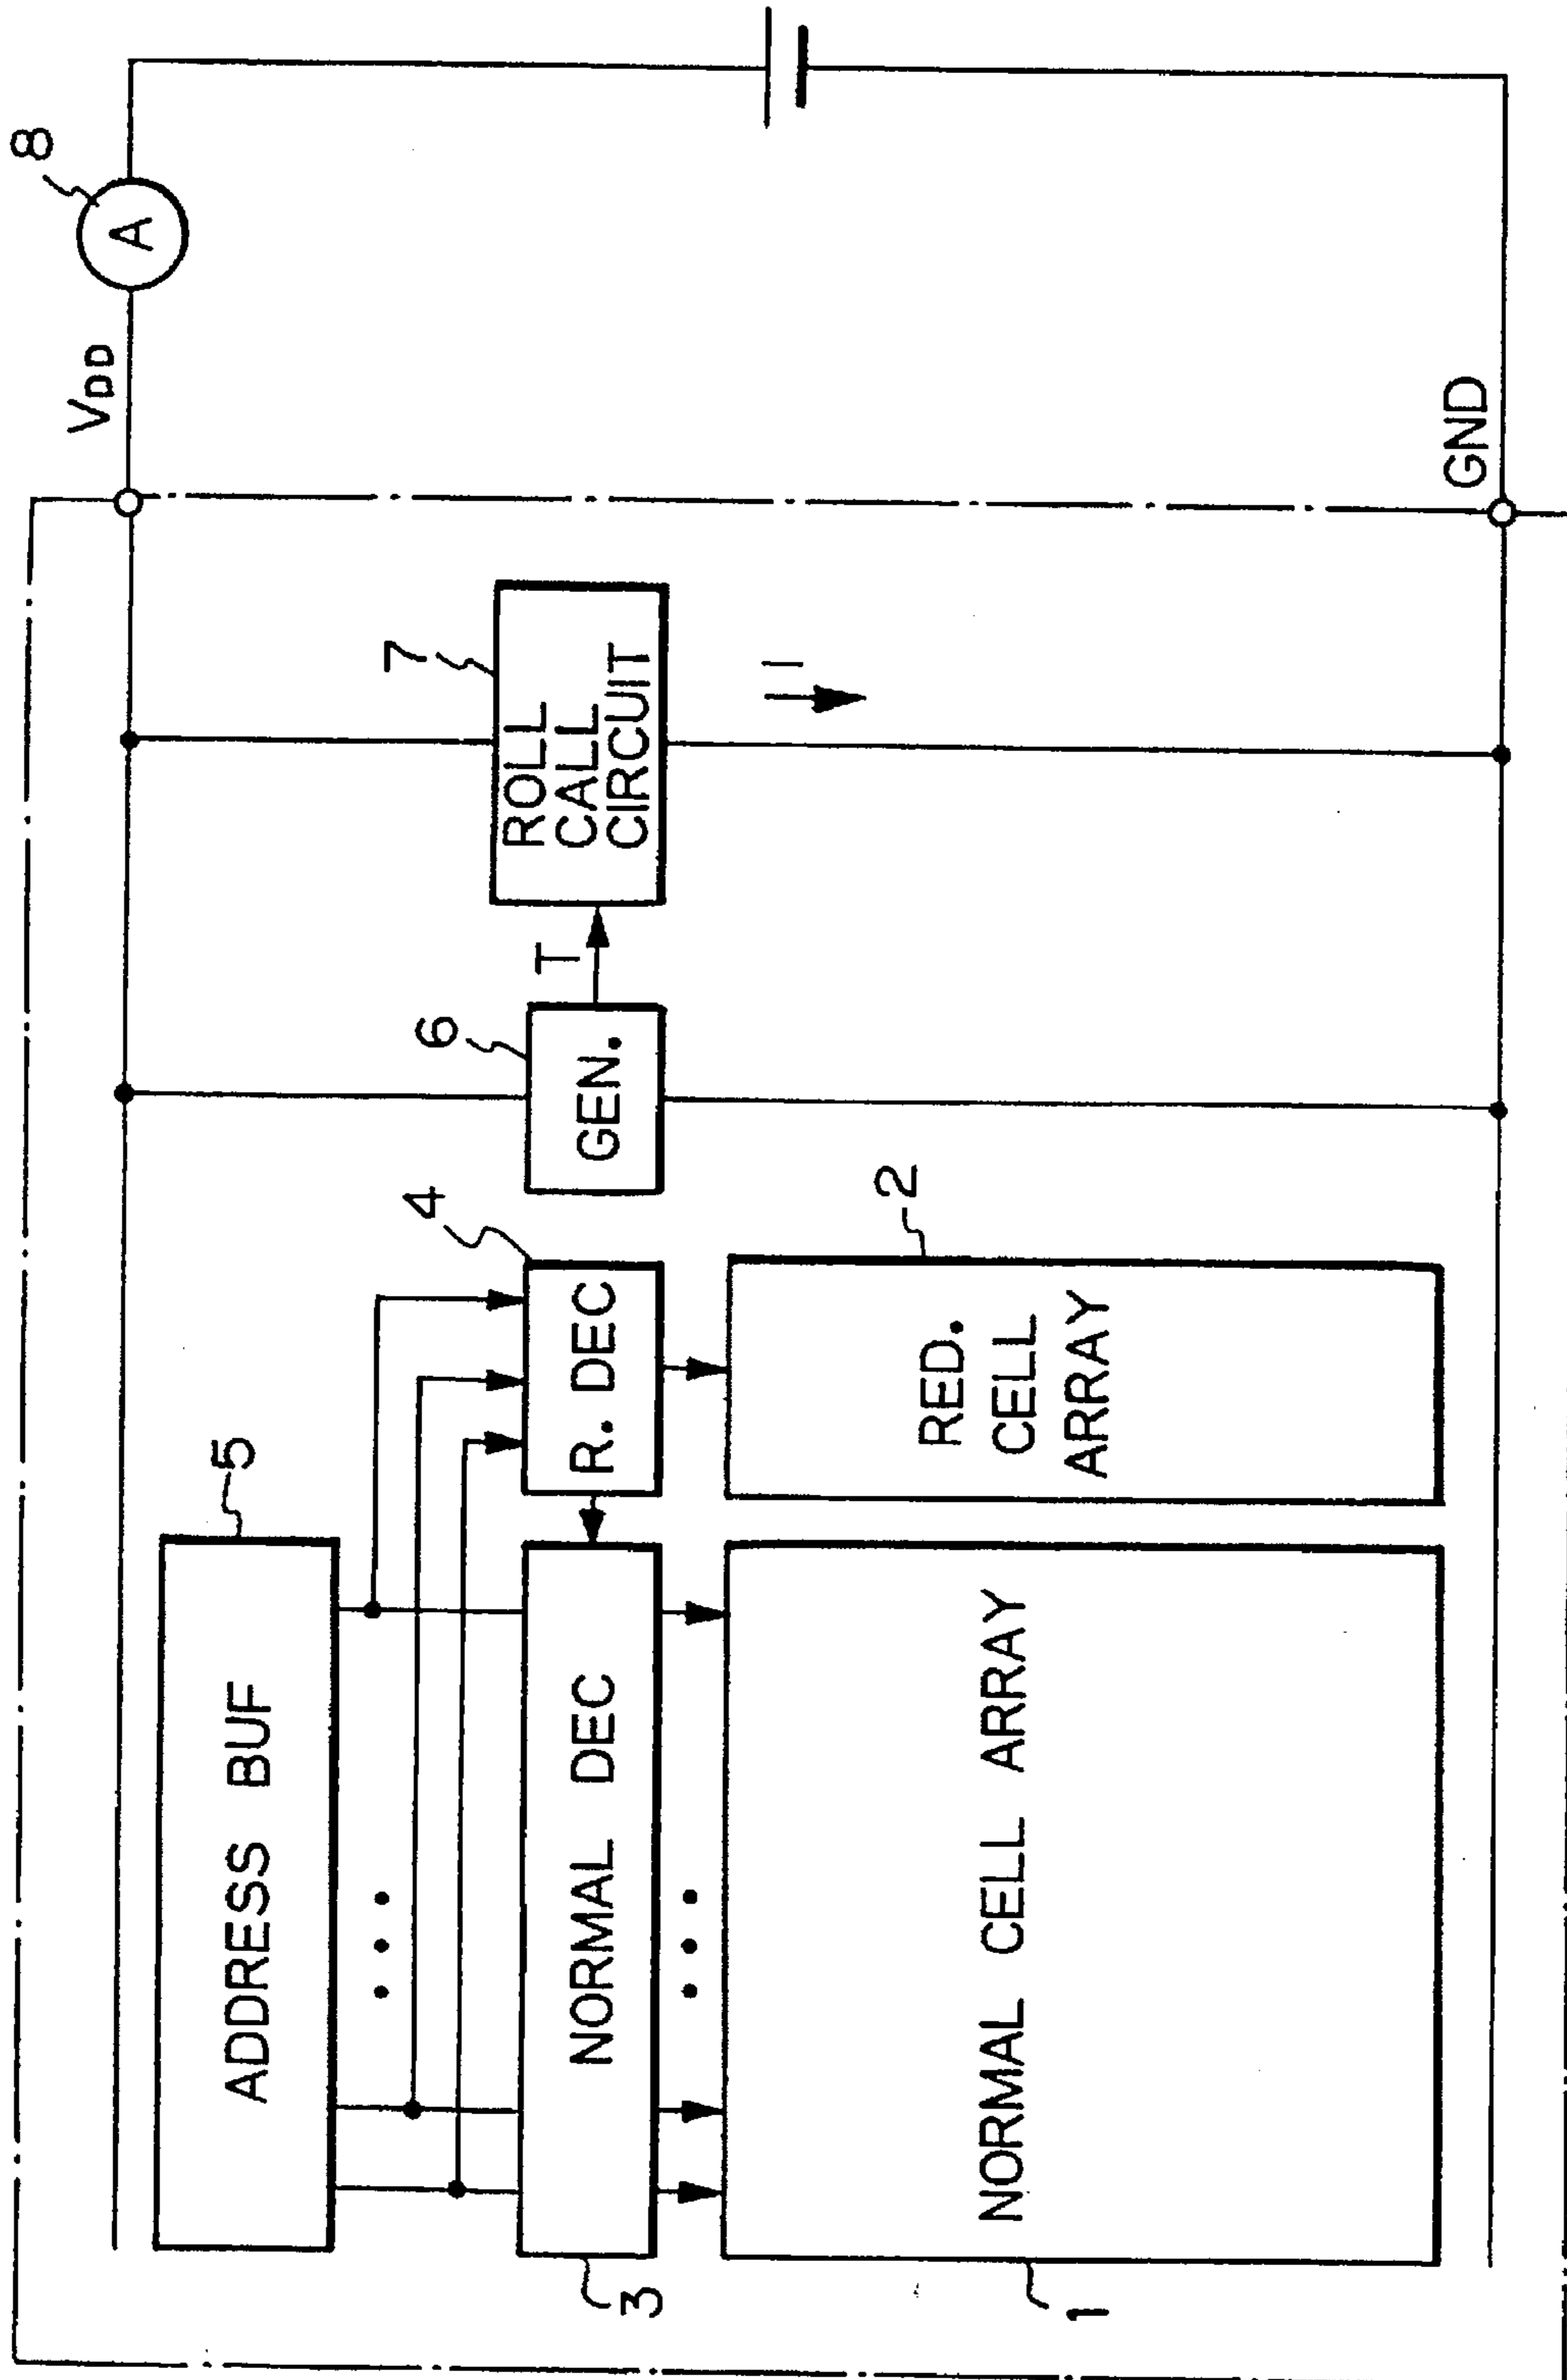 8
A
VDD
GND
7
ROLL
CALL
CIRCUIT
I
T
6
GEN.
4
R. DEC
2
RED.
CELL
ARRAY
5
ADDRESS BUF
NORMAL DEC
3
NORMAL CELL ARRAY
1